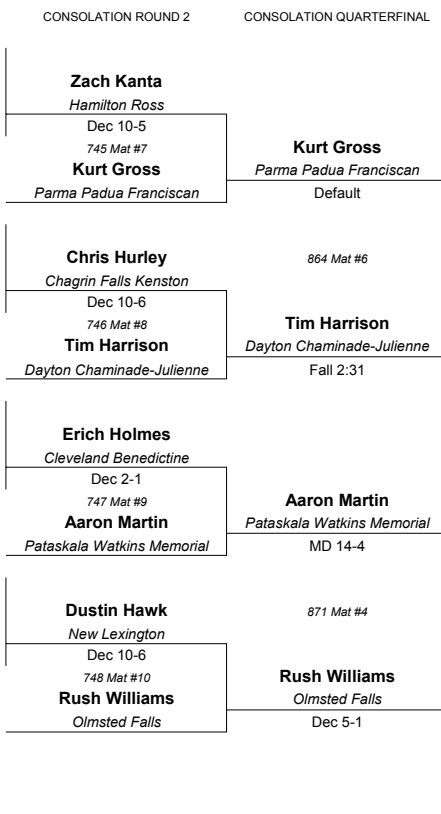 CONSOLATION ROUND 2
CONSOLATION QUARTERFINAL
Zach Kanta
Hamilton Ross
Dec 10-5
745 Mat #7
Kurt Gross
Parma Padua Franciscan
Kurt Gross
Parma Padua Franciscan
Default
Chris Hurley
Chagrin Falls Kenston
Dec 10-6
746 Mat #8
Tim Harrison
Dayton Chaminade-Julienne
864 Mat #6
Tim Harrison
Dayton Chaminade-Julienne
Fall 2:31
Erich Holmes
Cleveland Benedictine
Dec 2-1
747 Mat #9
Aaron Martin
Pataskala Watkins Memorial
Aaron Martin
Pataskala Watkins Memorial
MD 14-4
Dustin Hawk
New Lexington
Dec 10-6
748 Mat #10
Rush Williams
Olmsted Falls
871 Mat #4
Rush Williams
Olmsted Falls
Dec 5-1